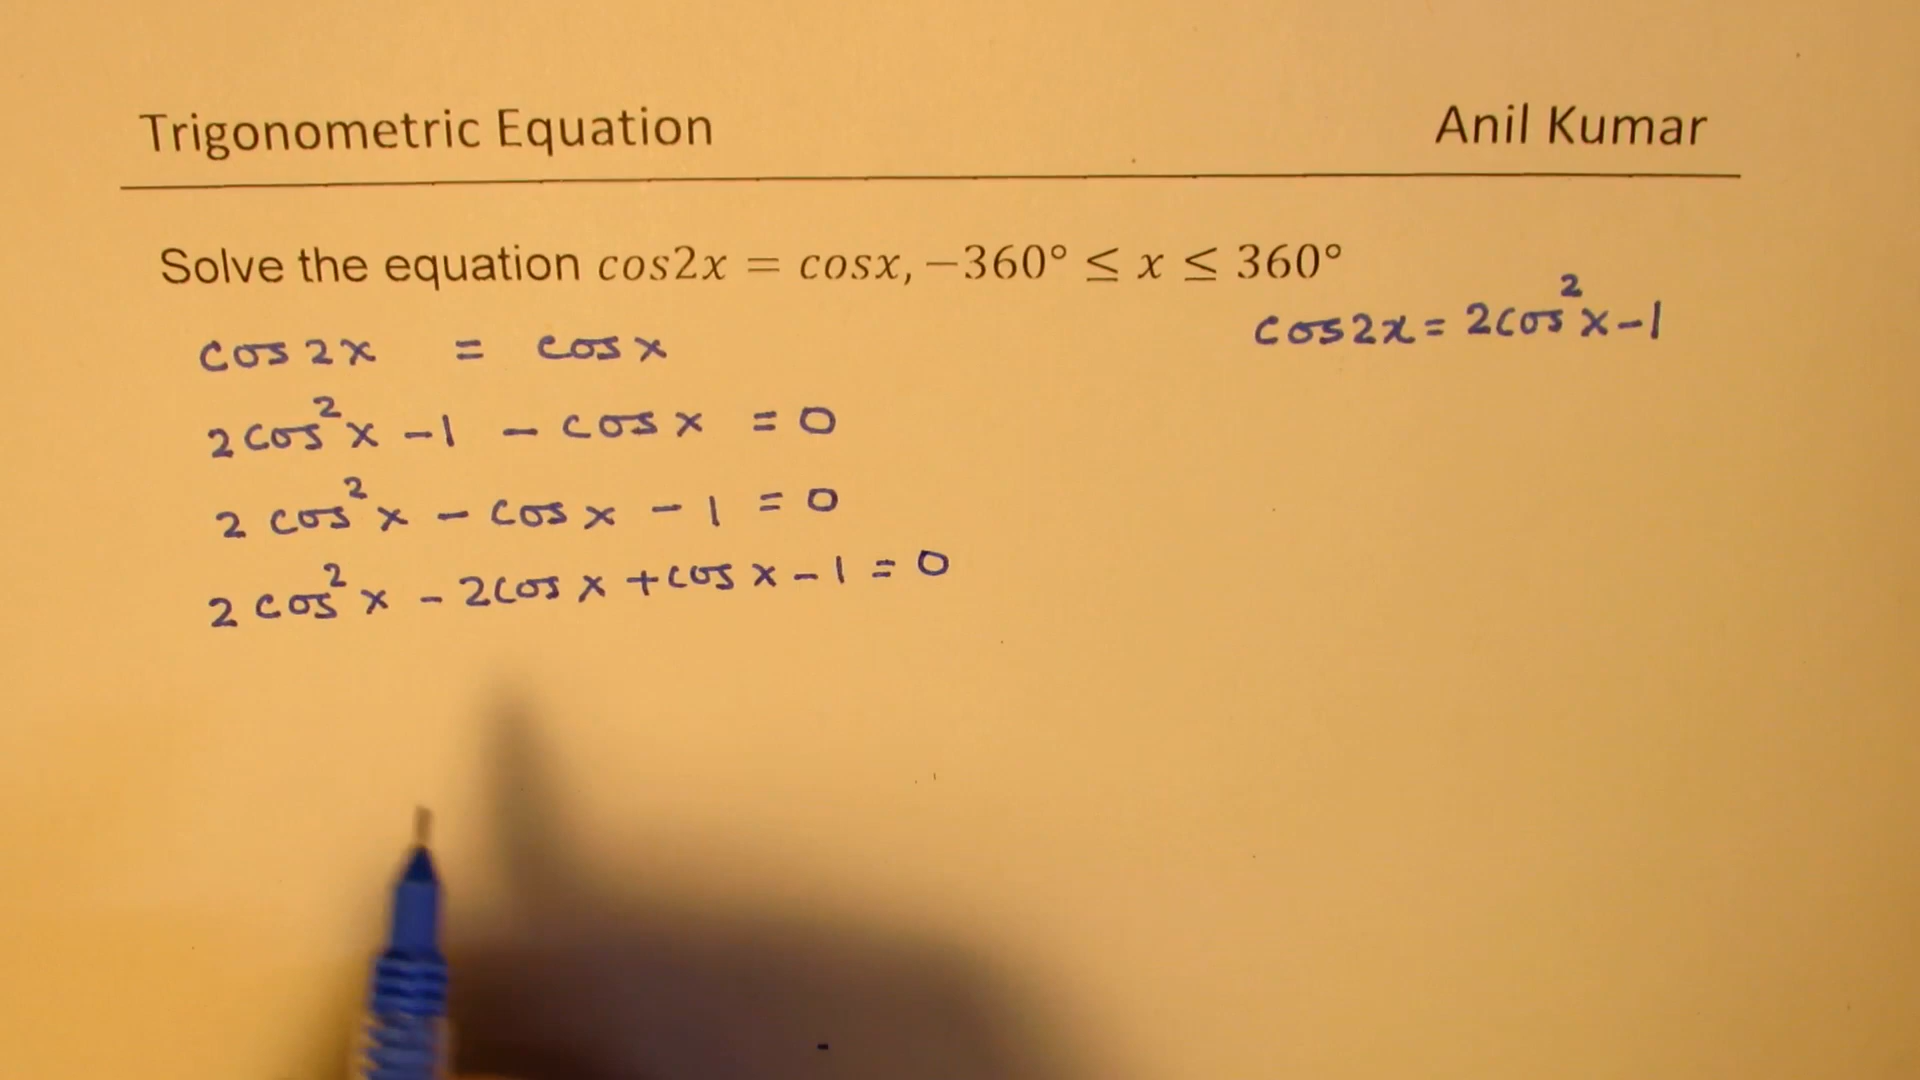 Trigonometric Equation Anil Kumar
Solve the equation cos2x = cosx, −360° ≤ x ≤ 360°
cos2x = 2cos²x−1
cos 2x = cos x
2cos²x −1 − cos x = 0
2 cos²x − cos x − 1 = 0
2 cos²x − 2cos x + cos x − 1 = 0